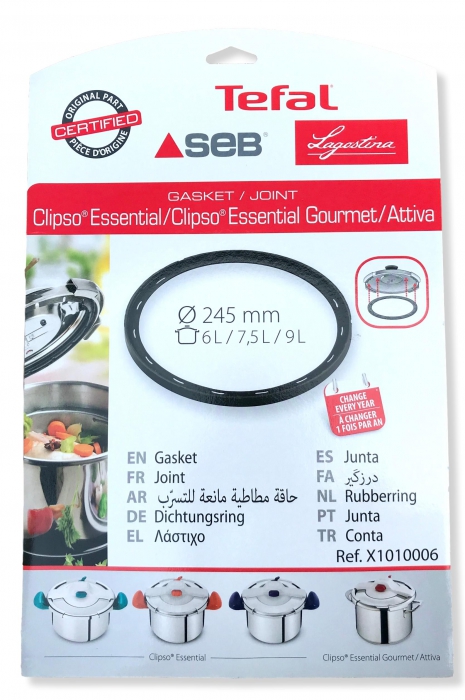 ORIGINAL PART
CERTIFIED
PIÈCE D'ORIGINE
Tefal®
SEB®
Lagostina
GASKET / JOINT
Clipso® Essential/Clipso® Essential Gourmet/Attiva
Ø 245 mm
6L / 7,5L / 9L
CHANGE
EVERY YEAR
À CHANGER
1 FOIS PAR AN
EN Gasket
FR Joint
AR حافة مطاطية مانعة للتسرّب
DE Dichtungsring
EL Λάστιχο
ES Junta
FA درزگیر
NL Rubberring
PT Junta
TR Conta
Ref. X1010006
Clipso® Essential
Clipso® Essential Gourmet / Attiva